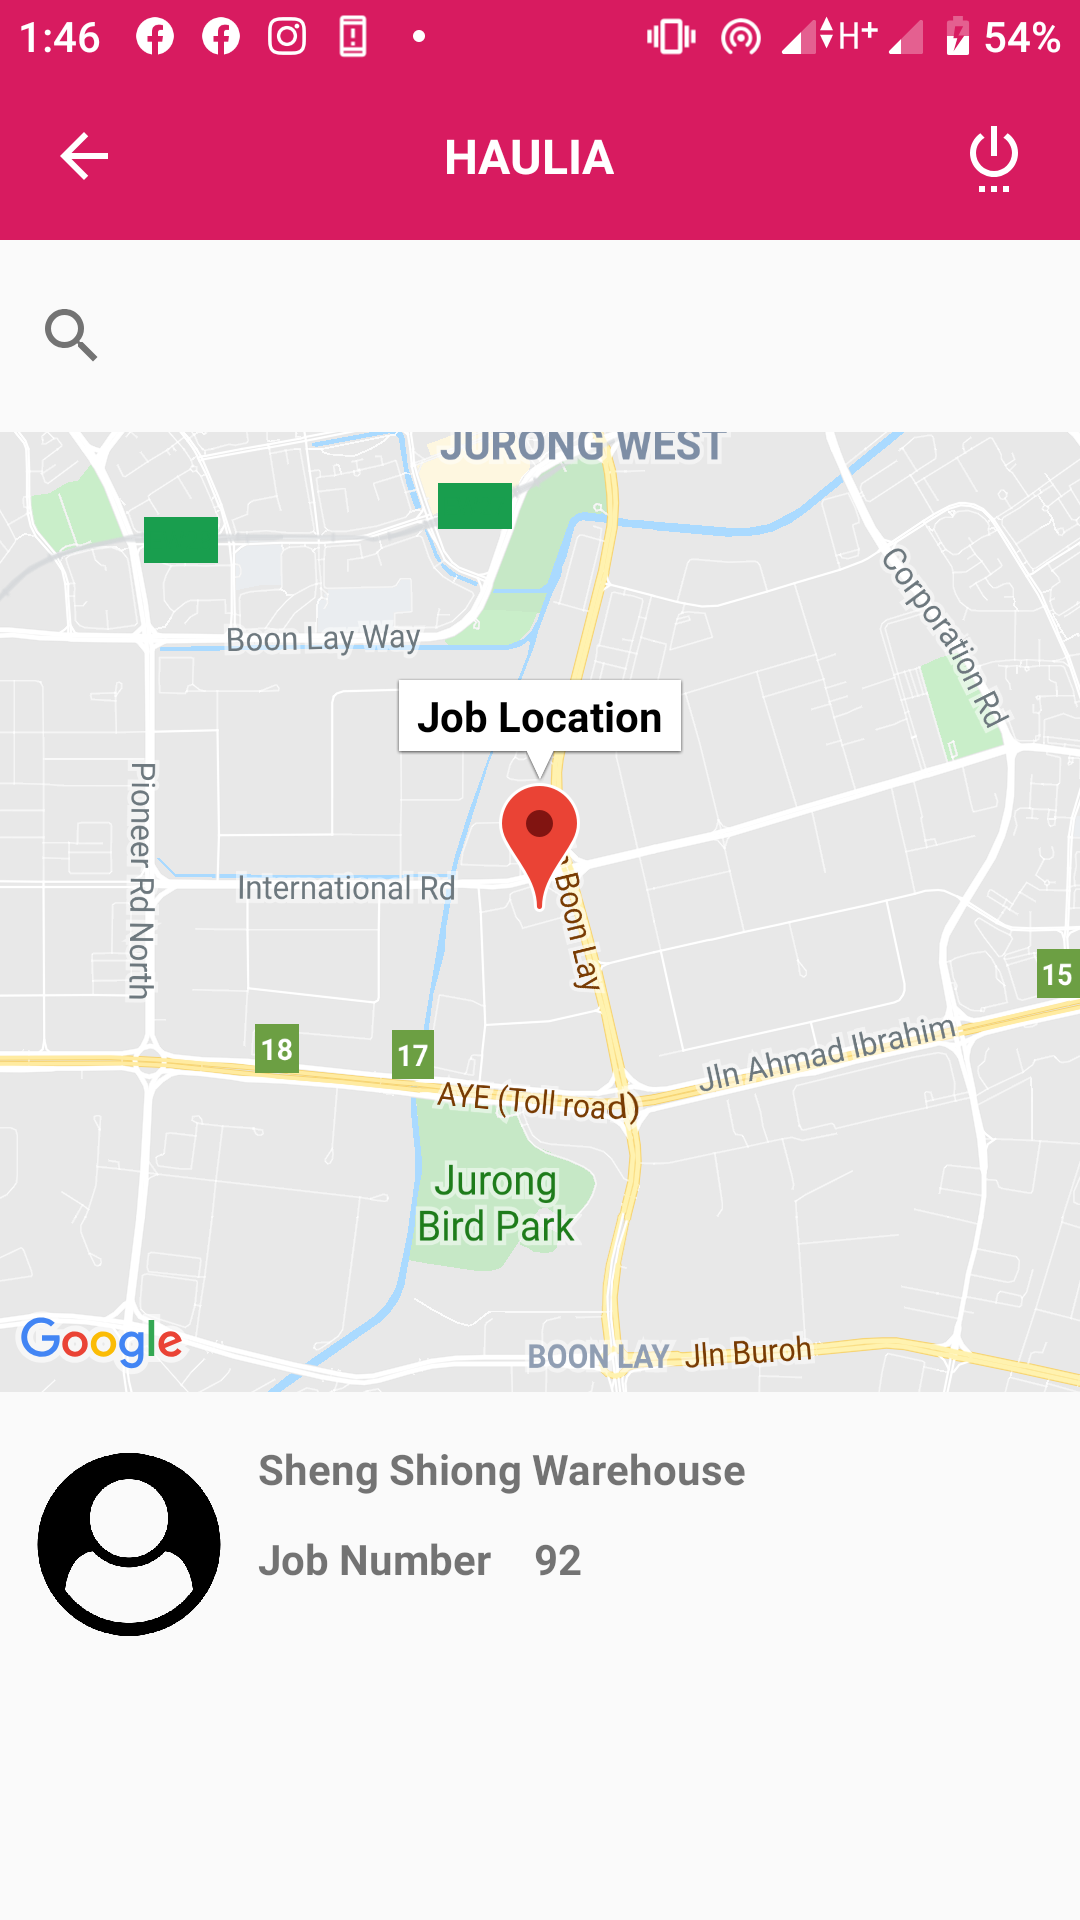 1:46 H+ 54%
HAULIA
JURONG WEST
Corporation Rd
Boon Lay Way
Job Location
Pioneer Rd North
International Rd
Boon Lay
15
18
17
Jln Ahmad Ibrahim
AYE (Toll road)
Jurong
Bird Park
Google
BOON LAY
Jln Buroh
Sheng Shiong Warehouse
Job Number 92